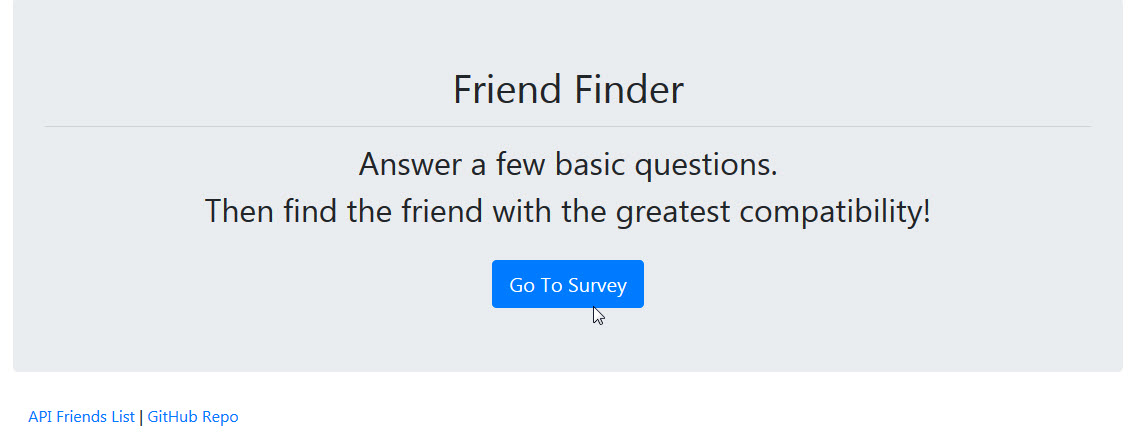 Friend Finder
Answer a few basic questions.
Then find the friend with the greatest compatibility!
Go To Survey
API Friends List | GitHub Repo